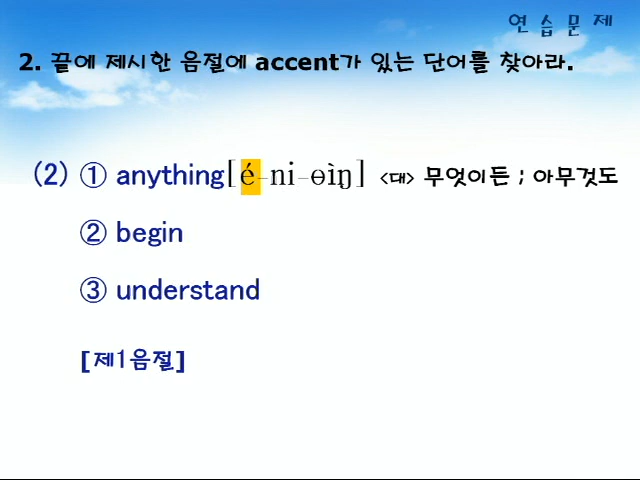 연습문제
2. 끝에 제시한 음절에 accent가 있는 단어를 찾아라.
(2) ① anything[é-ni-θìŋ] <대> 무엇이든 ; 아무것도
② begin
③ understand
[제1음절]